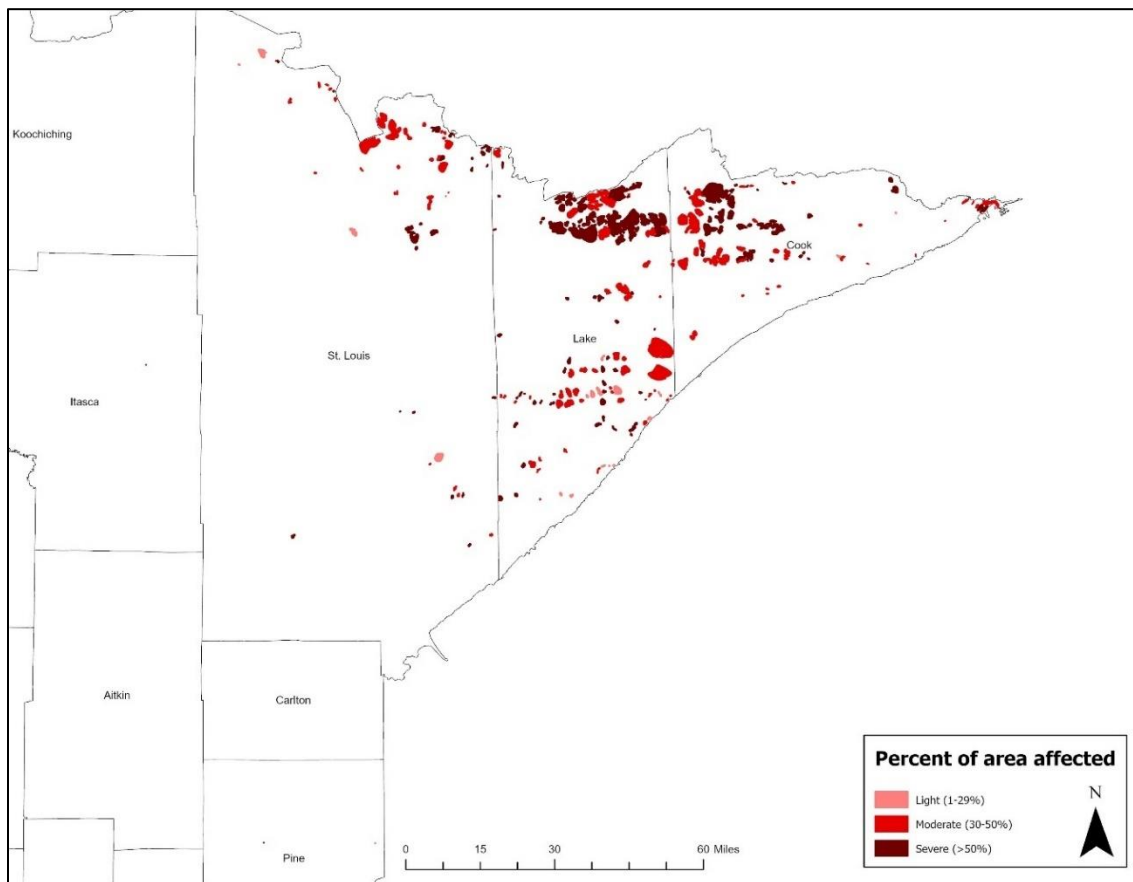 Koochiching
Cook
Lake
St. Louis
Itasca
Aitkin
Carlton
Pine
Percent of area affected
Light (1-29%)
Moderate (30-50%)
Severe (>50%)
N
0 15 30 60 Miles